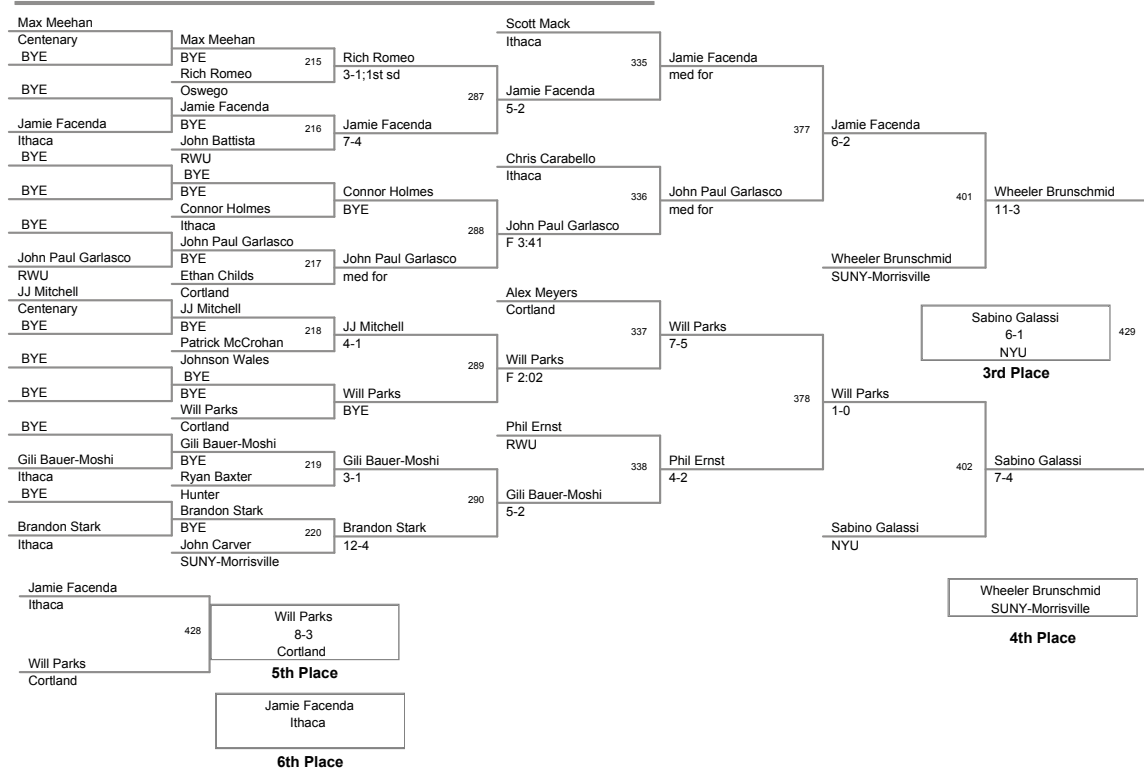 Max Meehan
Centenary
BYE
BYE
Jamie Facenda
Ithaca
BYE
BYE
BYE
John Paul Garlasco
RWU
JJ Mitchell
Centenary
BYE
BYE
BYE
BYE
Gili Bauer-Moshi
Ithaca
BYE
Brandon Stark
Ithaca
Max Meehan
BYE
215
Rich Romeo
Oswego
Jamie Facenda
BYE
216
John Battista
RWU
BYE
BYE
Connor Holmes
Ithaca
John Paul Garlasco
BYE
217
Ethan Childs
Cortland
JJ Mitchell
BYE
218
Patrick McCrohan
Johnson Wales
BYE
BYE
Will Parks
Cortland
Gili Bauer-Moshi
BYE
219
Ryan Baxter
Hunter
Brandon Stark
BYE
220
John Carver
SUNY-Morrisville
Rich Romeo
3-1;1st sd
287
Jamie Facenda
7-4
Connor Holmes
BYE
288
John Paul Garlasco
med for
JJ Mitchell
4-1
289
Will Parks
BYE
Gili Bauer-Moshi
3-1
290
Brandon Stark
12-4
Scott Mack
Ithaca
335
Jamie Facenda
5-2
Chris Carabello
Ithaca
336
John Paul Garlasco
F 3:41
Alex Meyers
Cortland
337
Will Parks
F 2:02
Phil Ernst
RWU
338
Gili Bauer-Moshi
5-2
Jamie Facenda
med for
377
John Paul Garlasco
med for
Will Parks
7-5
378
Phil Ernst
4-2
Jamie Facenda
6-2
401
Wheeler Brunschmid
SUNY-Morrisville
Will Parks
1-0
402
Sabino Galassi
NYU
Wheeler Brunschmid
11-3
Sabino Galassi
6-1
NYU
429
3rd Place
Sabino Galassi
7-4
Wheeler Brunschmid
SUNY-Morrisville
4th Place
Jamie Facenda
Ithaca
428
Will Parks
Cortland
Will Parks
8-3
Cortland
5th Place
Jamie Facenda
Ithaca
6th Place